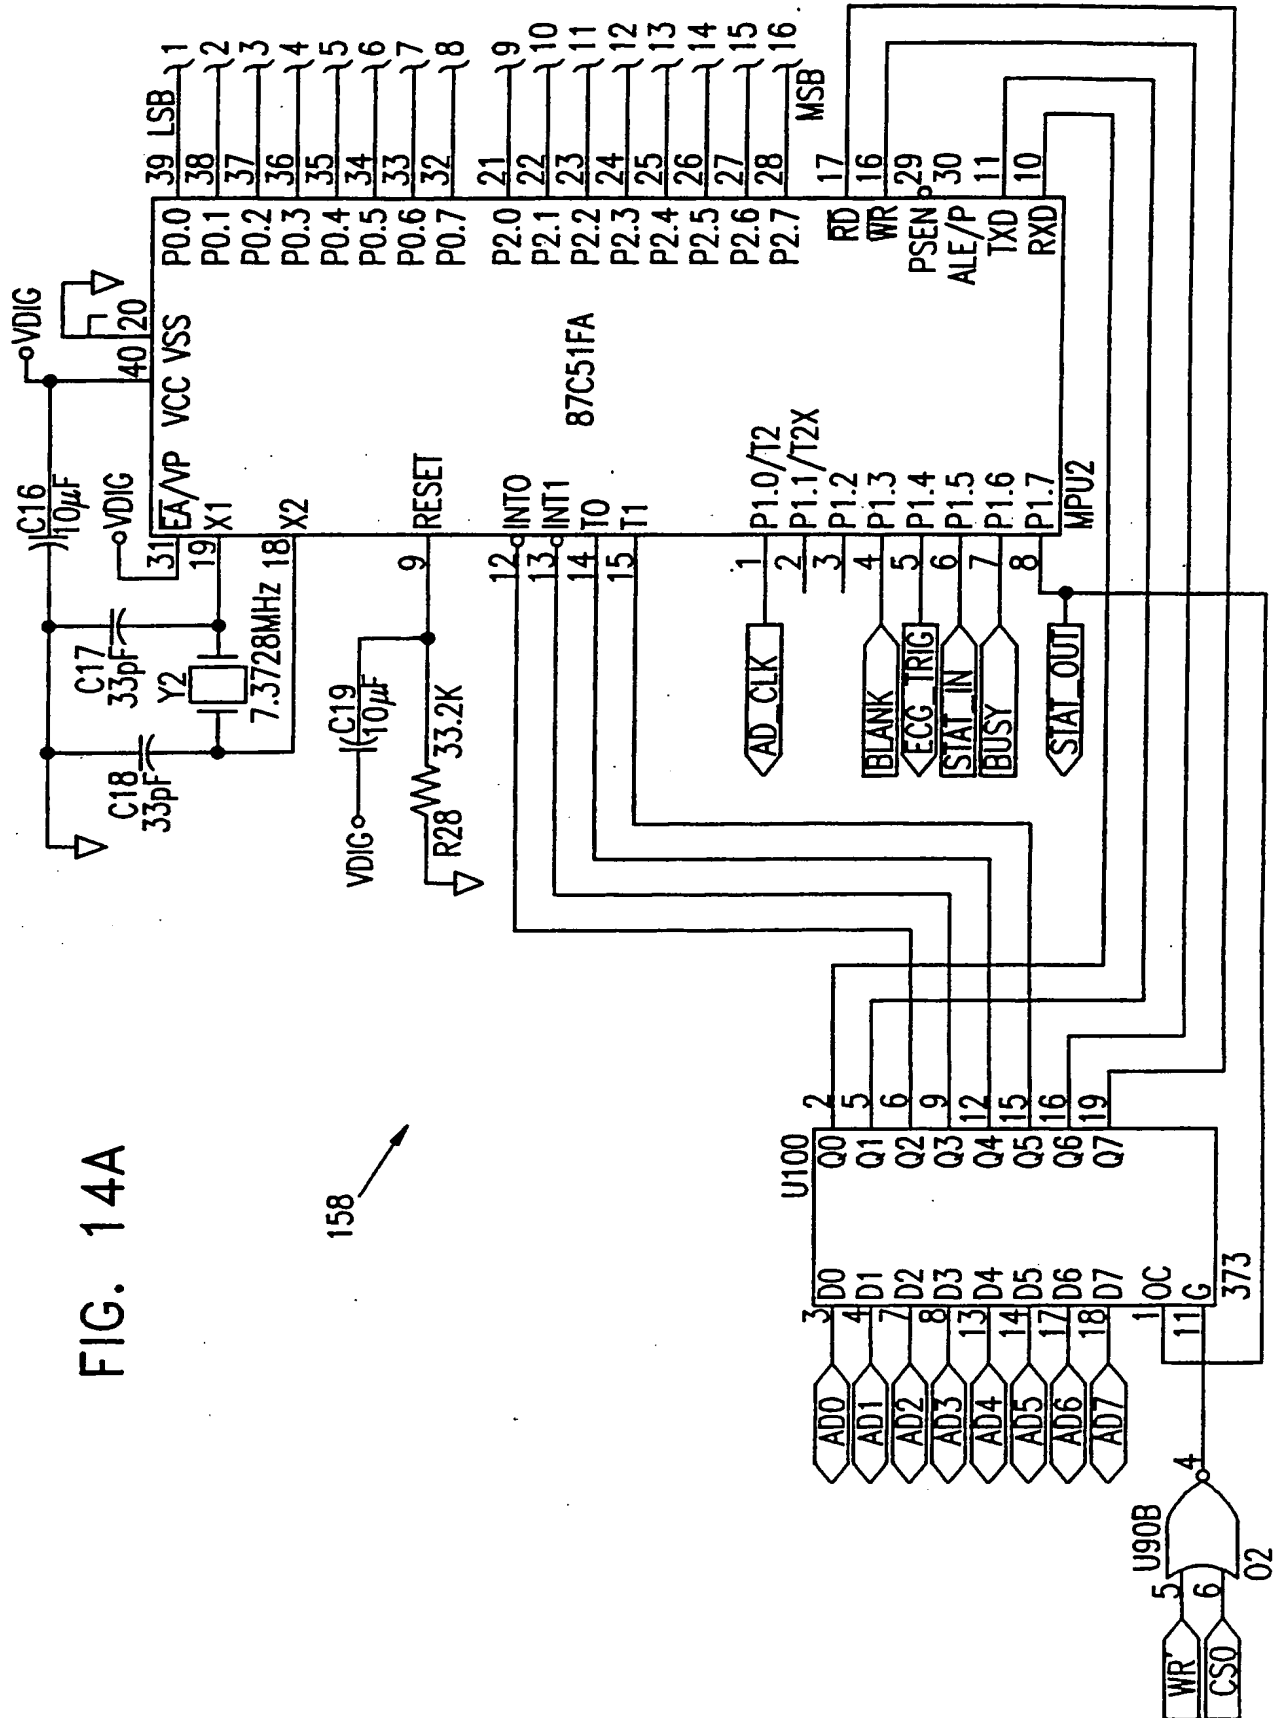 FIG. 14A
158
VDIG
C16
10µF
VDIG
C17
33pF
Y2
7.3728MHz
C18
33pF
VDIG
C19
10µF
R28
33.2K
40
20
VCC VSS
31
EA/VP
19
X1
18
X2
9
RESET
12
INT0
13
INT1
14
T0
15
T1
87C51FA
1
P1.0/T2
2
P1.1/T2X
3
P1.2
4
P1.3
5
P1.4
6
P1.5
7
P1.6
8
P1.7
MPU2
AD_CLK
BLANK
ECG_TRIG
STAT_IN
BUSY
STAT_OUT
P0.0 39 LSB 1
P0.1 38 2
P0.2 37 3
P0.3 36 4
P0.4 35 5
P0.5 34 6
P0.6 33 7
P0.7 32 8
P2.0 21 9
P2.1 22 10
P2.2 23 11
P2.3 24 12
P2.4 25 13
P2.5 26 14
P2.6 27 15
P2.7 28 16
MSB
RD 17
WR 16
PSEN 29
ALE/P 30
TXD 11
RXD 10
U100
AD0 3 D0 Q0 2
AD1 4 D1 Q1 5
AD2 7 D2 Q2 6
AD3 8 D3 Q3 9
AD4 13 D4 Q4 12
AD5 14 D5 Q5 15
AD6 17 D6 Q6 16
AD7 18 D7 Q7 19
1 OC
11 G
373
U90B
WR' 5
CS0 6
4
02